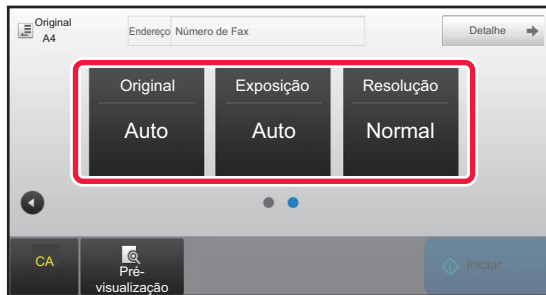 Original
A4
Endereço Número de Fax
Detalhe
Original
Exposição
Resolução
Auto
Auto
Normal
CA
Pré-
visualização
Iniciar